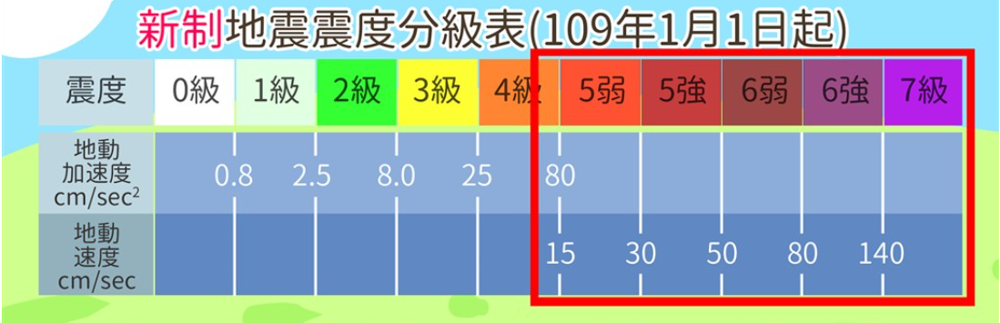 新制地震震度分級表(109年1月1日起)
震度 0級 1級 2級 3級 4級 5弱 5強 6弱 6強 7級
地動
加速度
cm/sec²
0.8 2.5 8.0 25 80
地動
速度
cm/sec
15 30 50 80 140